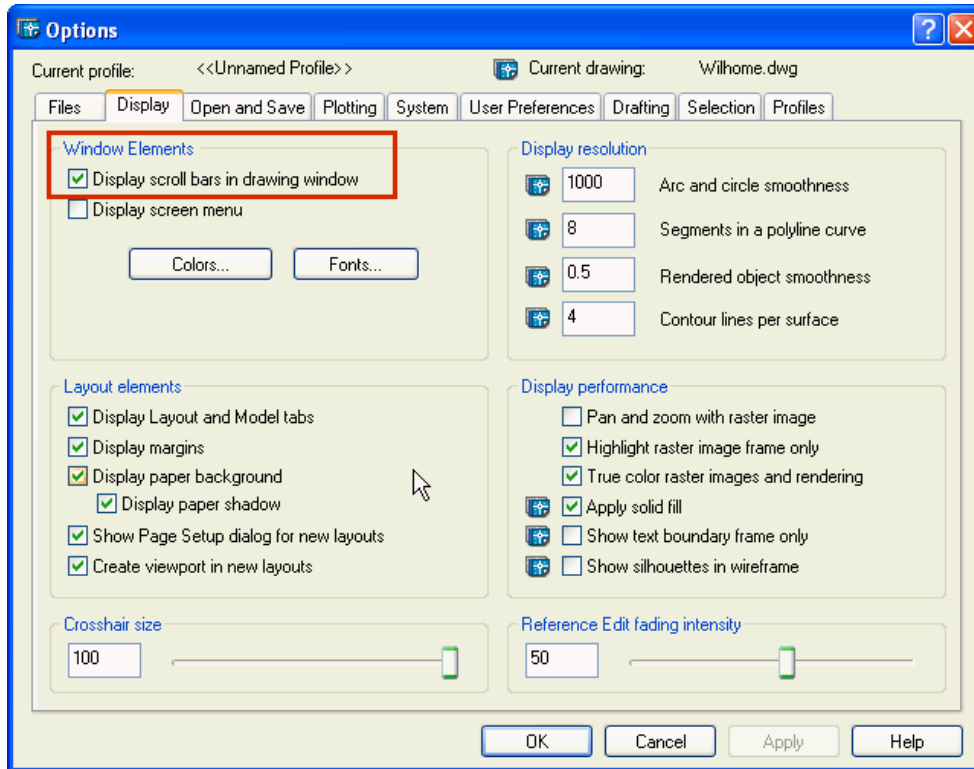 Options
Current profile: <<Unnamed Profile>> Current drawing: Wilhome.dwg
Files Display Open and Save Plotting System User Preferences Drafting Selection Profiles
Window Elements
Display scroll bars in drawing window
Display screen menu
Colors... Fonts...
Display resolution
1000 Arc and circle smoothness
8 Segments in a polyline curve
0.5 Rendered object smoothness
4 Contour lines per surface
Layout elements
Display Layout and Model tabs
Display margins
Display paper background
Display paper shadow
Show Page Setup dialog for new layouts
Create viewport in new layouts
Display performance
Pan and zoom with raster image
Highlight raster image frame only
True color raster images and rendering
Apply solid fill
Show text boundary frame only
Show silhouettes in wireframe
Crosshair size
100
Reference Edit fading intensity
50
OK Cancel Apply Help